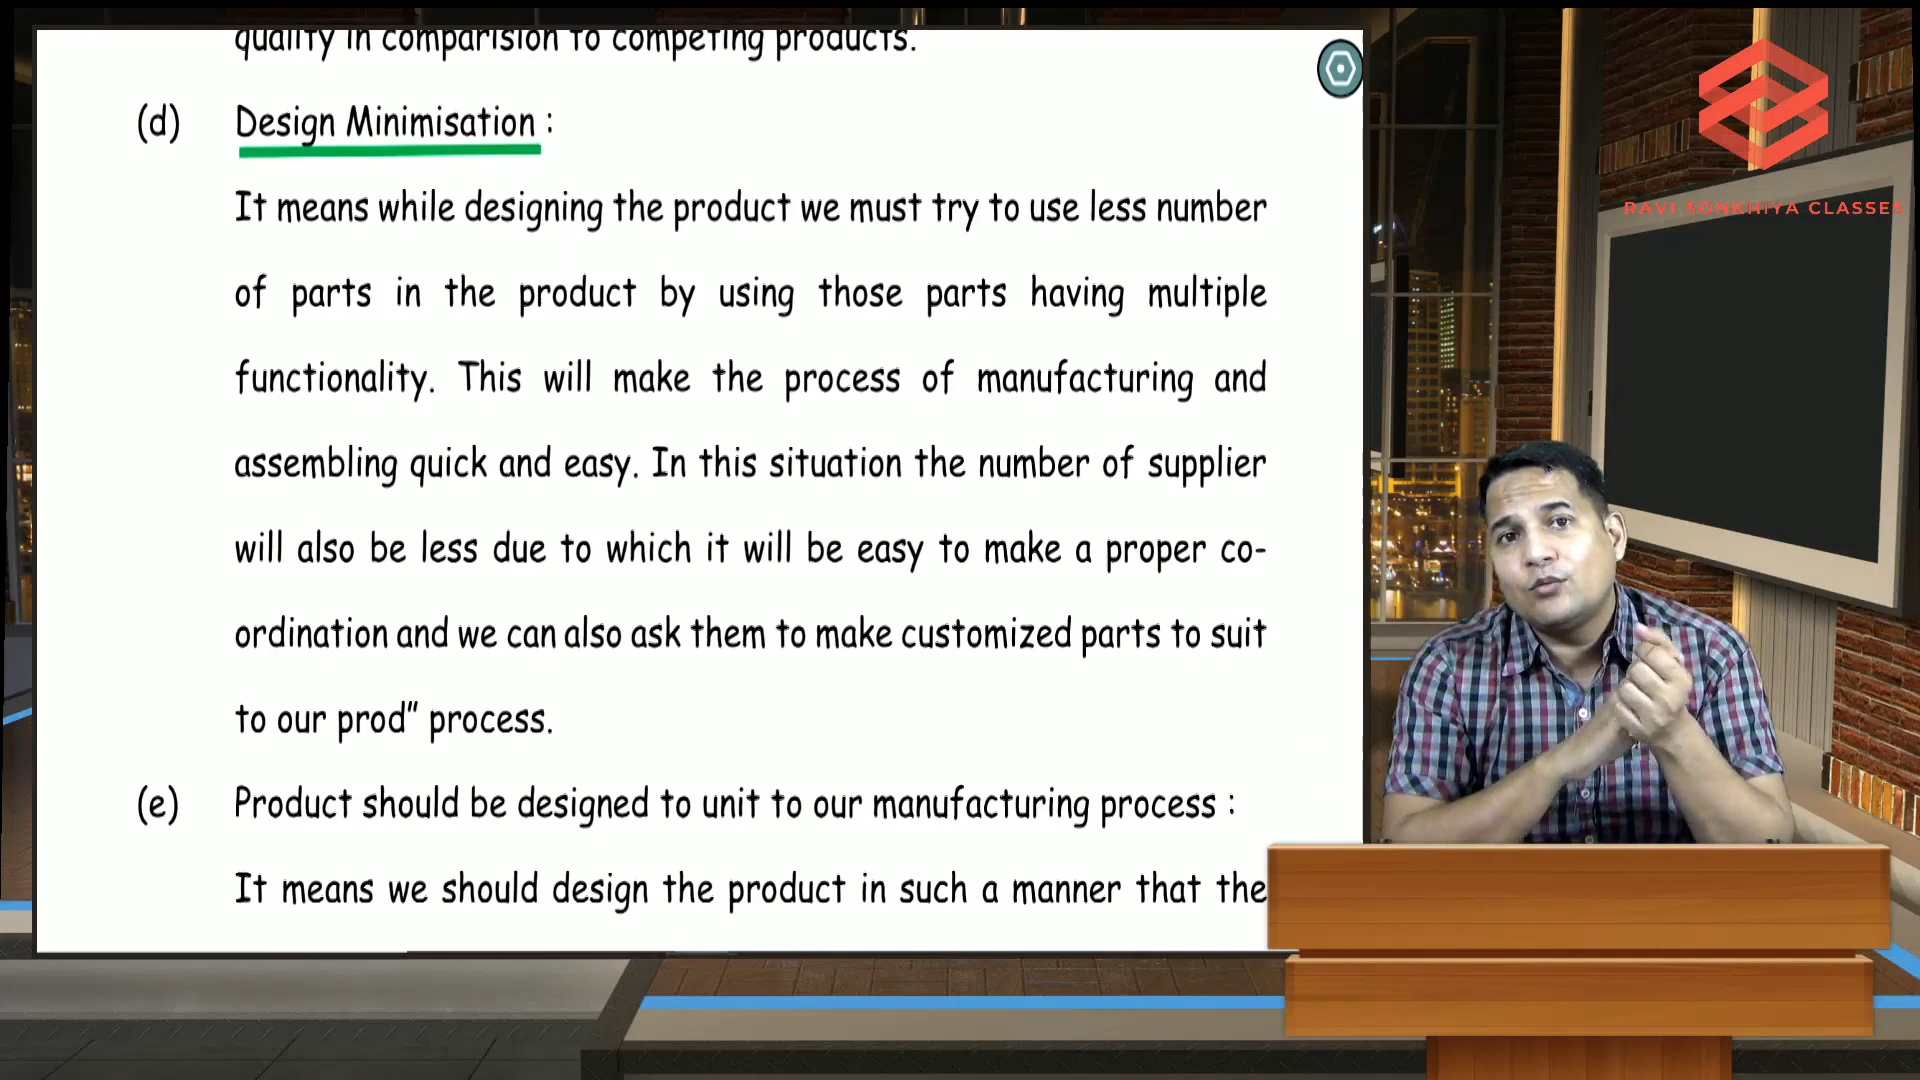 quality in comparision to competing products.
(d) Design Minimisation :
It means while designing the product we must try to use less number
of parts in the product by using those parts having multiple
functionality. This will make the process of manufacturing and
assembling quick and easy. In this situation the number of supplier
will also be less due to which it will be easy to make a proper co-
ordination and we can also ask them to make customized parts to suit
to our prod” process.
(e) Product should be designed to unit to our manufacturing process :
It means we should design the product in such a manner that the
RAVI SONKHIYA CLASSES